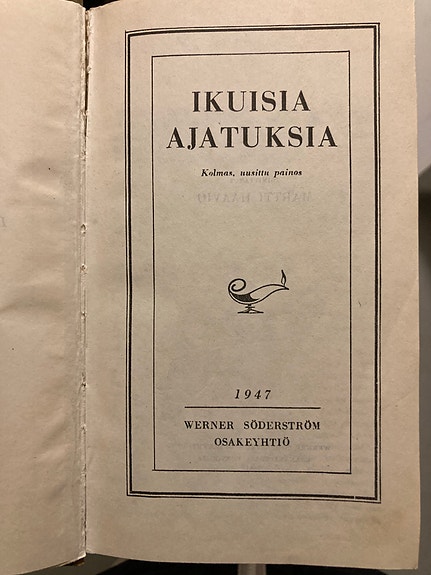 IKUISIA
AJATUKSIA
Kolmas, uusittu painos
1947
WERNER SÖDERSTRÖM
OSAKEYHTIÖ